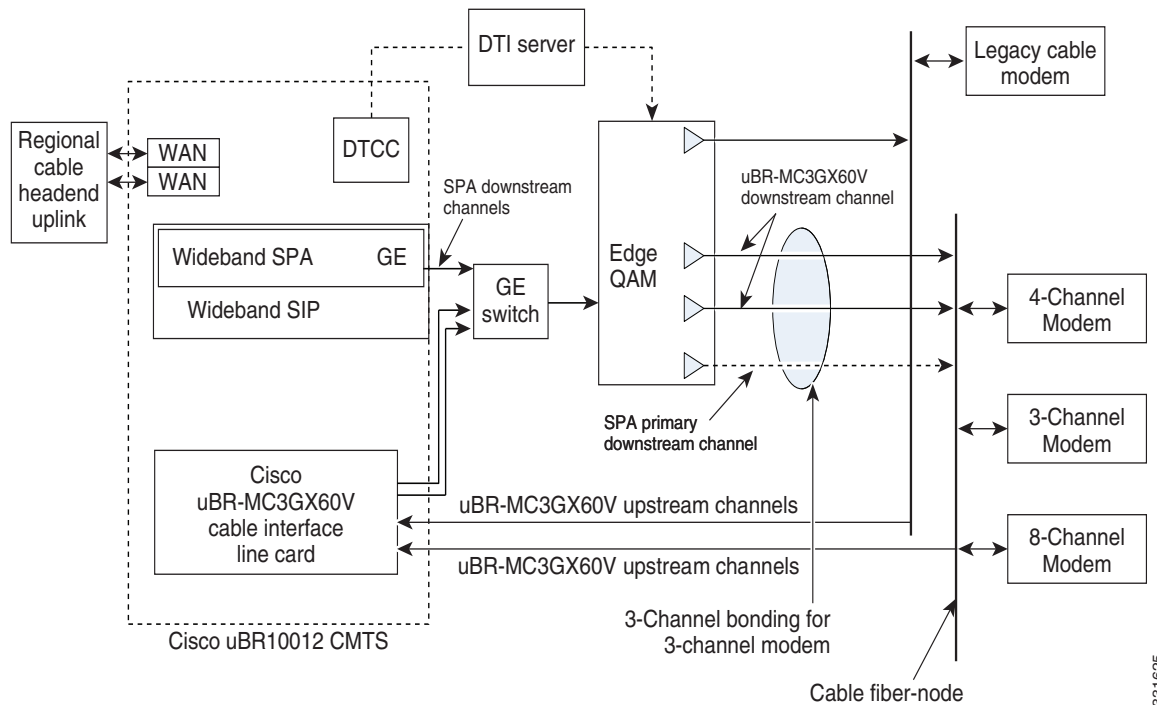 DTI server
Legacy cable
modem
Regional
cable
headend
uplink
WAN
WAN
DTCC
SPA downstream
channels
uBR-MC3GX60V
downstream channel
Wideband SPA
GE
Wideband SIP
GE
switch
Edge
QAM
4-Channel
Modem
SPA primary
downstream channel
3-Channel
Modem
Cisco
uBR-MC3GX60V
cable interface
line card
uBR-MC3GX60V upstream channels
uBR-MC3GX60V upstream channels
8-Channel
Modem
Cisco uBR10012 CMTS
3-Channel bonding for
3-channel modem
Cable fiber-node